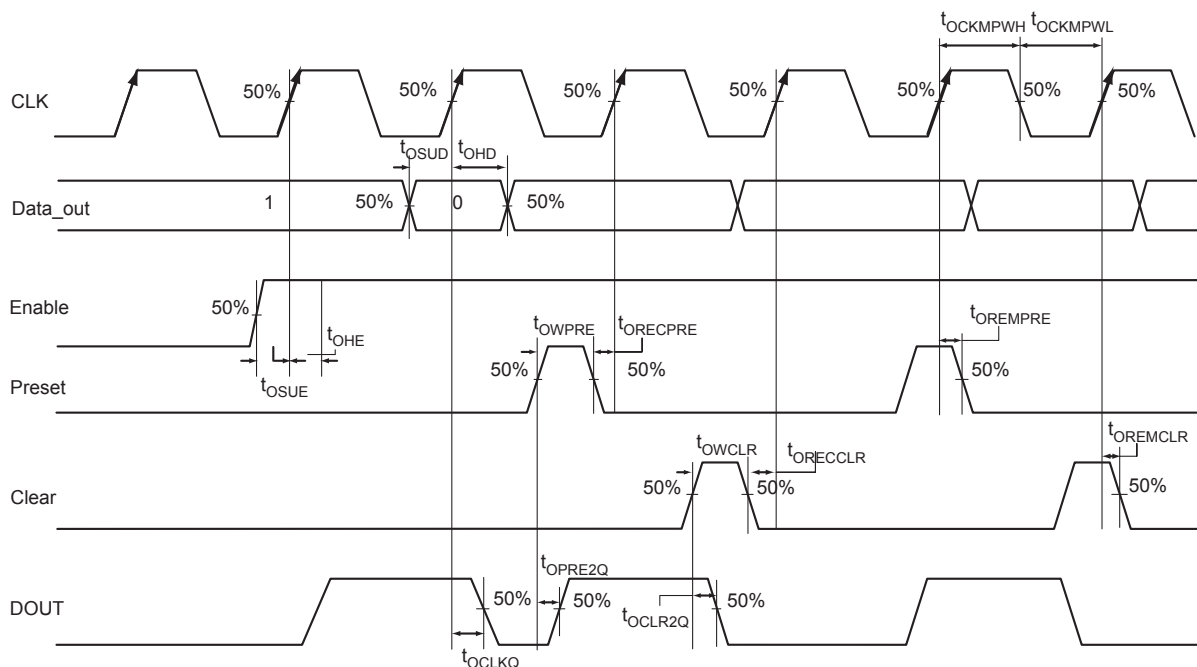 tOCKMPWH tOCKMPWL
CLK 50% 50% 50% 50% 50% 50% 50%
tOSUD tOHD
Data_out 1 50% 0 50%
Enable 50%
tOHE
tOSUE
tOWPRE tORECPRE tOREMPRE
Preset 50% 50% 50%
tOWCLR tORECCLR tOREMCLR
Clear 50% 50% 50%
tOPRE2Q
DOUT 50% 50% 50%
tOCLR2Q
tOCLKQ